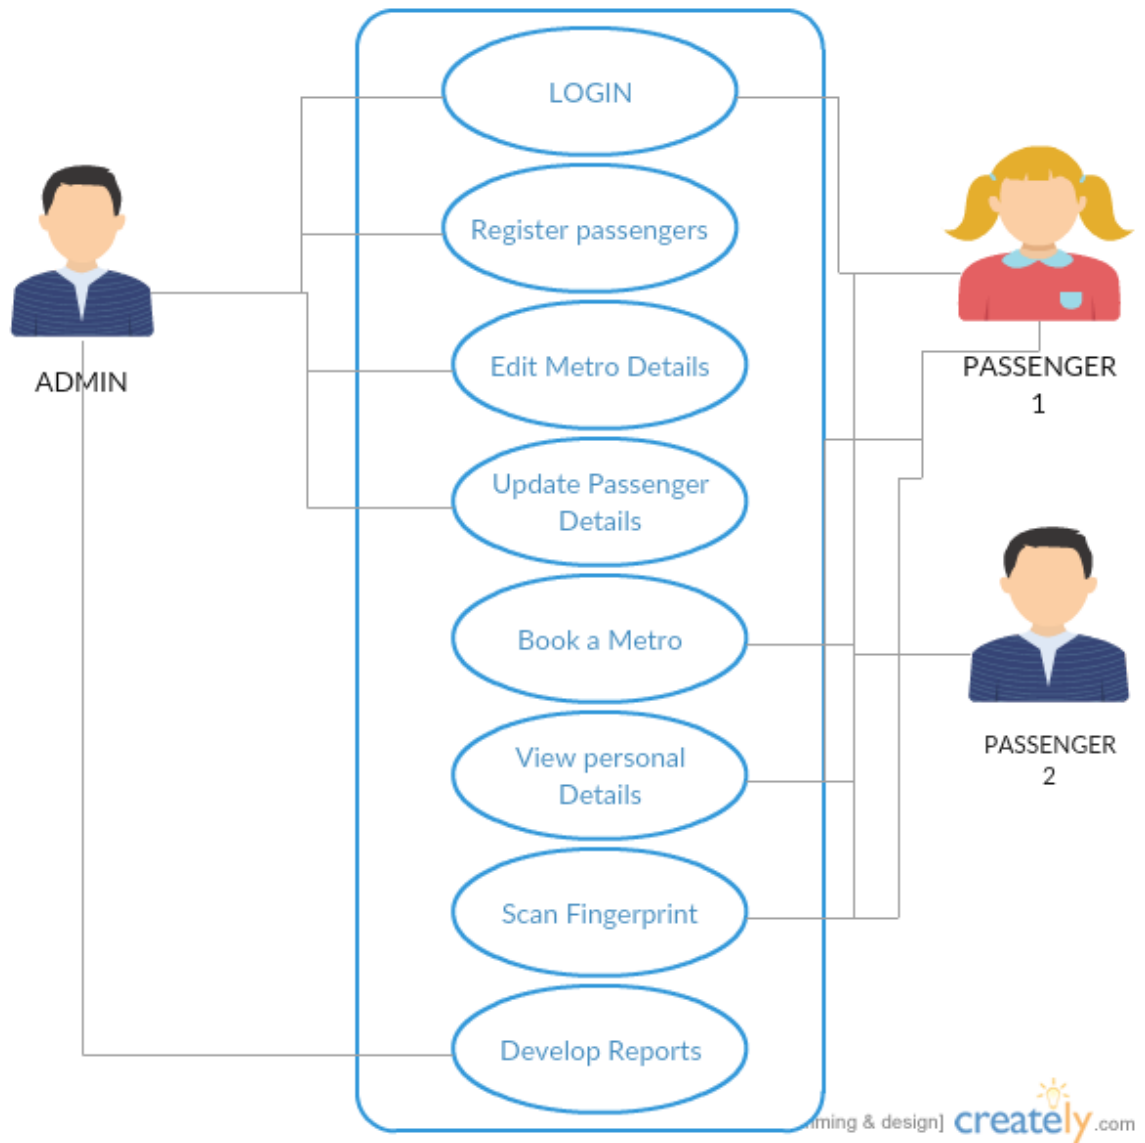 LOGIN
Register passengers
Edit Metro Details
Update Passenger
Details
Book a Metro
View personal
Details
Scan Fingerprint
Develop Reports
ADMIN
PASSENGER
1
PASSENGER
2
& design]
creately.com